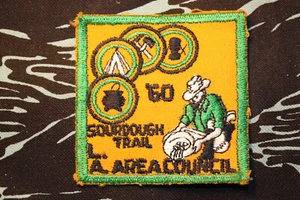 '60
SOURDOUGH
TRAIL
L.
A. AREA COUNCIL